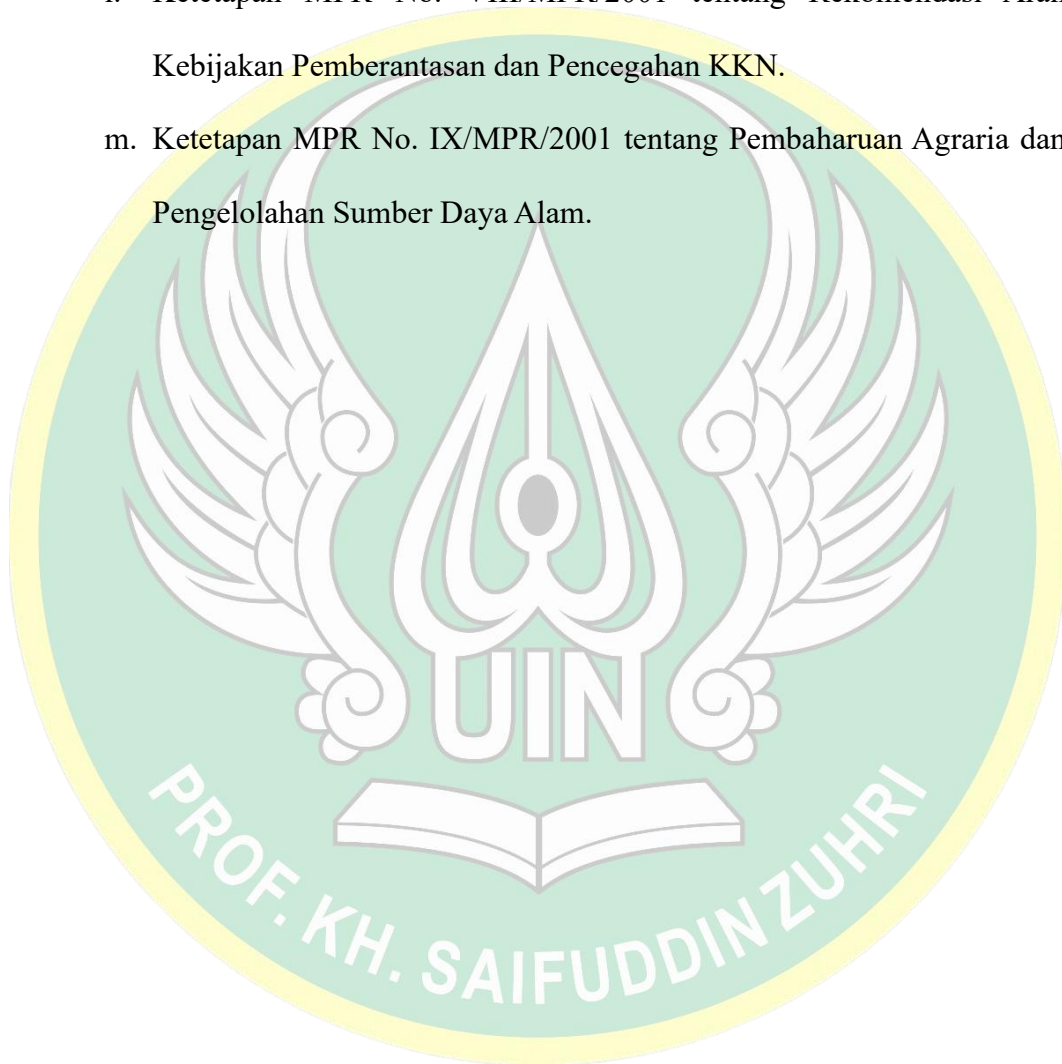 l. Ketetapan MPR No. VIII/MPR/2001 tentang Rekomendasi Arah
Kebijakan Pemberantasan dan Pencegahan KKN.
m. Ketetapan MPR No. IX/MPR/2001 tentang Pembaharuan Agraria dan
Pengelolahan Sumber Daya Alam.
UIN
PROF. KH. SAIFUDDIN ZUHRI